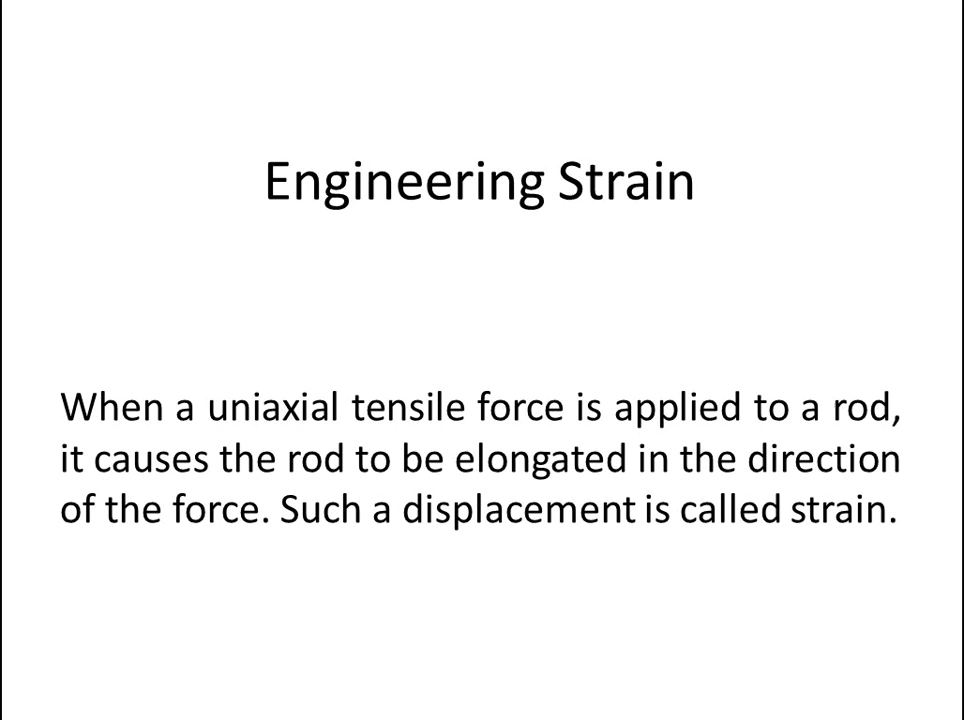 Engineering Strain
When a uniaxial tensile force is applied to a rod,
it causes the rod to be elongated in the direction
of the force. Such a displacement is called strain.